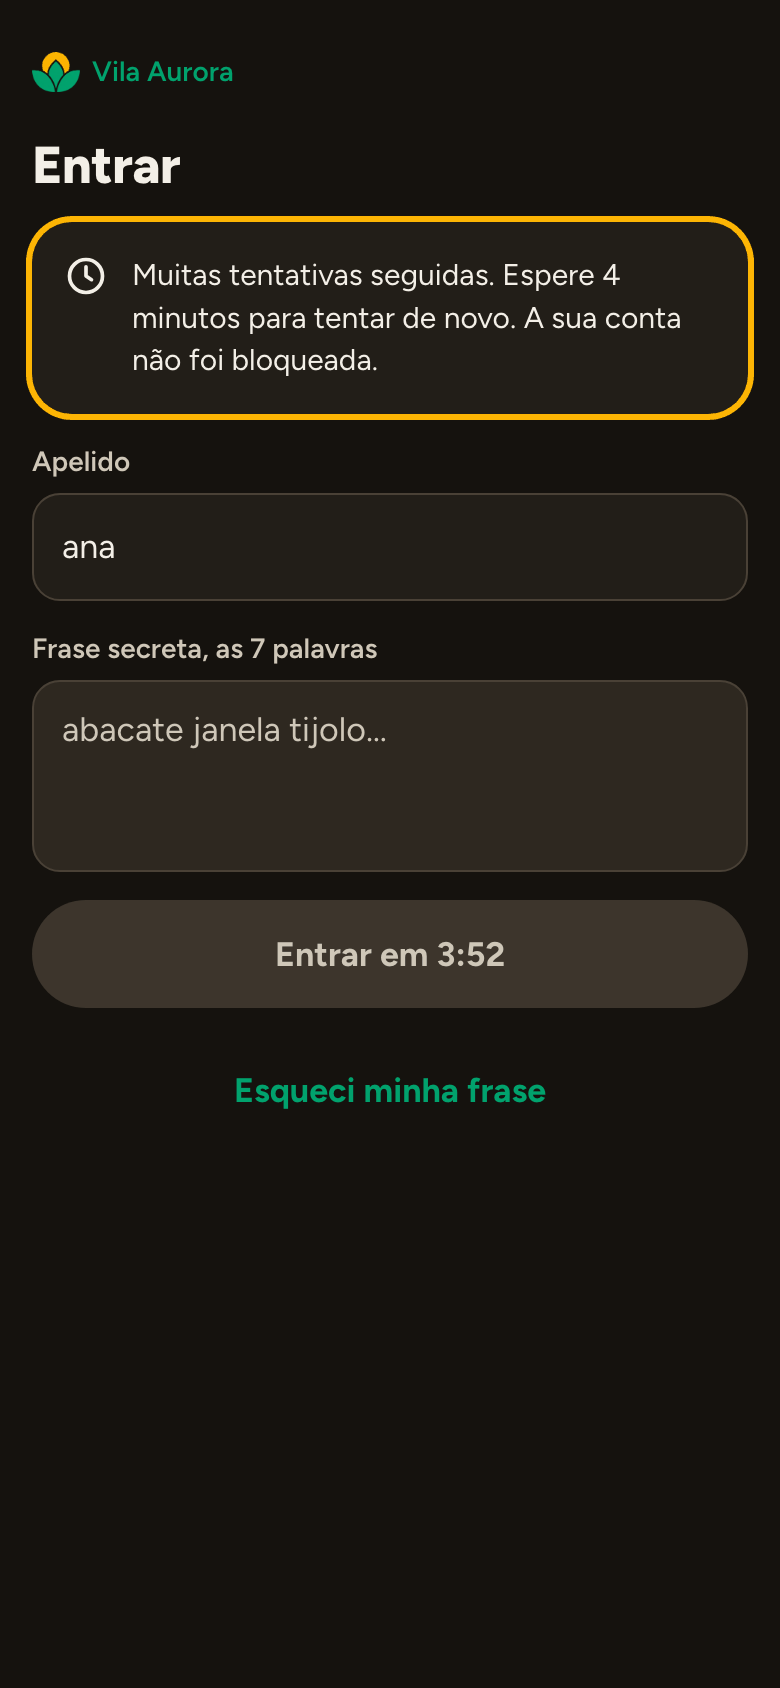 Vila Aurora
Entrar
Muitas tentativas seguidas. Espere 4
minutos para tentar de novo. A sua conta
não foi bloqueada.
Apelido
ana
Frase secreta, as 7 palavras
abacate janela tijolo...
Entrar em 3:52
Esqueci minha frase